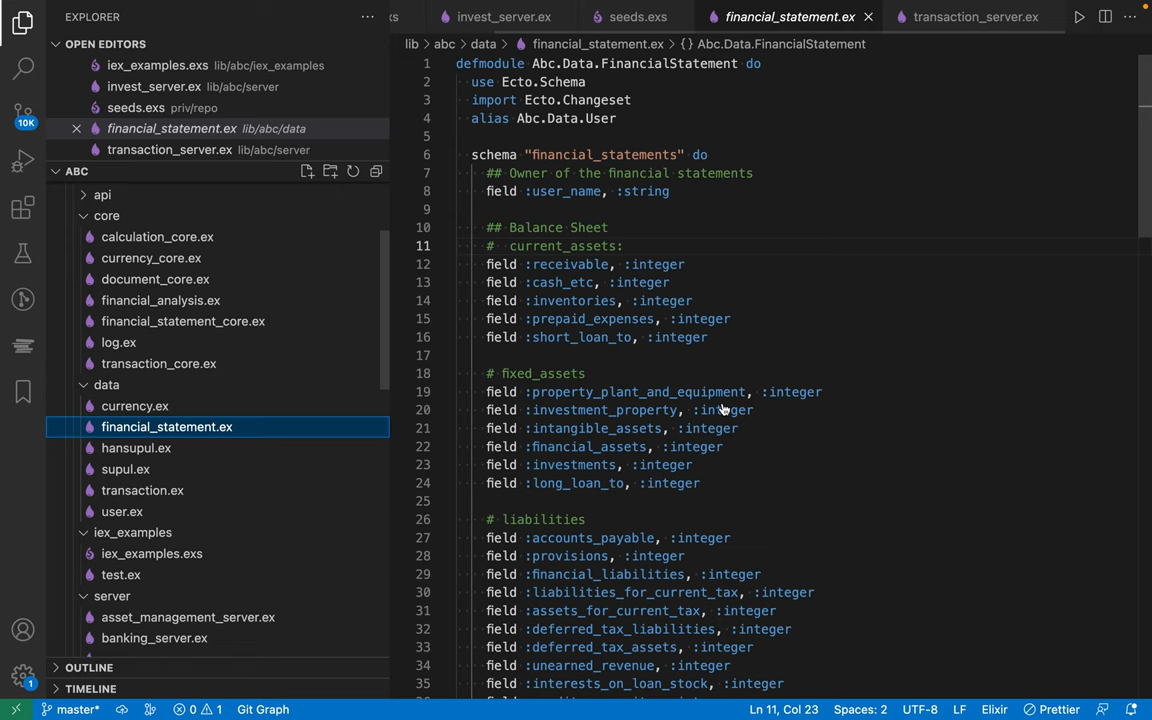 EXPLORER
OPEN EDITORS
iex_examples.exs lib/abc/iex_examples
invest_server.ex lib/abc/server
seeds.exs priv/repo
financial_statement.ex lib/abc/data
transaction_server.ex lib/abc/server
ABC
api
core
calculation_core.ex
currency_core.ex
document_core.ex
financial_analysis.ex
financial_statement_core.ex
log.ex
transaction_core.ex
data
currency.ex
financial_statement.ex
hansupul.ex
supul.ex
transaction.ex
user.ex
iex_examples
iex_examples.exs
test.ex
server
asset_management_server.ex
banking_server.ex
OUTLINE
TIMELINE
10K
1
xs invest_server.ex seeds.exs financial_statement.ex transaction_server.ex
lib > abc > data > financial_statement.ex > {} Abc.Data.FinancialStatement
1 defmodule Abc.Data.FinancialStatement do
2 use Ecto.Schema
3 import Ecto.Changeset
4 alias Abc.Data.User
5
6 schema "financial_statements" do
7 ## Owner of the financial statements
8 field :user_name, :string
9
10 ## Balance Sheet
11 # current_assets:
12 field :receivable, :integer
13 field :cash_etc, :integer
14 field :inventories, :integer
15 field :prepaid_expenses, :integer
16 field :short_loan_to, :integer
17
18 # fixed_assets
19 field :property_plant_and_equipment, :integer
20 field :investment_property, :integer
21 field :intangible_assets, :integer
22 field :financial_assets, :integer
23 field :investments, :integer
24 field :long_loan_to, :integer
25
26 # liabilities
27 field :accounts_payable, :integer
28 field :provisions, :integer
29 field :financial_liabilities, :integer
30 field :liabilities_for_current_tax, :integer
31 field :assets_for_current_tax, :integer
32 field :deferred_tax_liabilities, :integer
33 field :deferred_tax_assets, :integer
34 field :unearned_revenue, :integer
35 field :interests_on_loan_stock, :integer
master* 0 1 Git Graph Ln 11, Col 23 Spaces: 2 UTF-8 LF Elixir Prettier